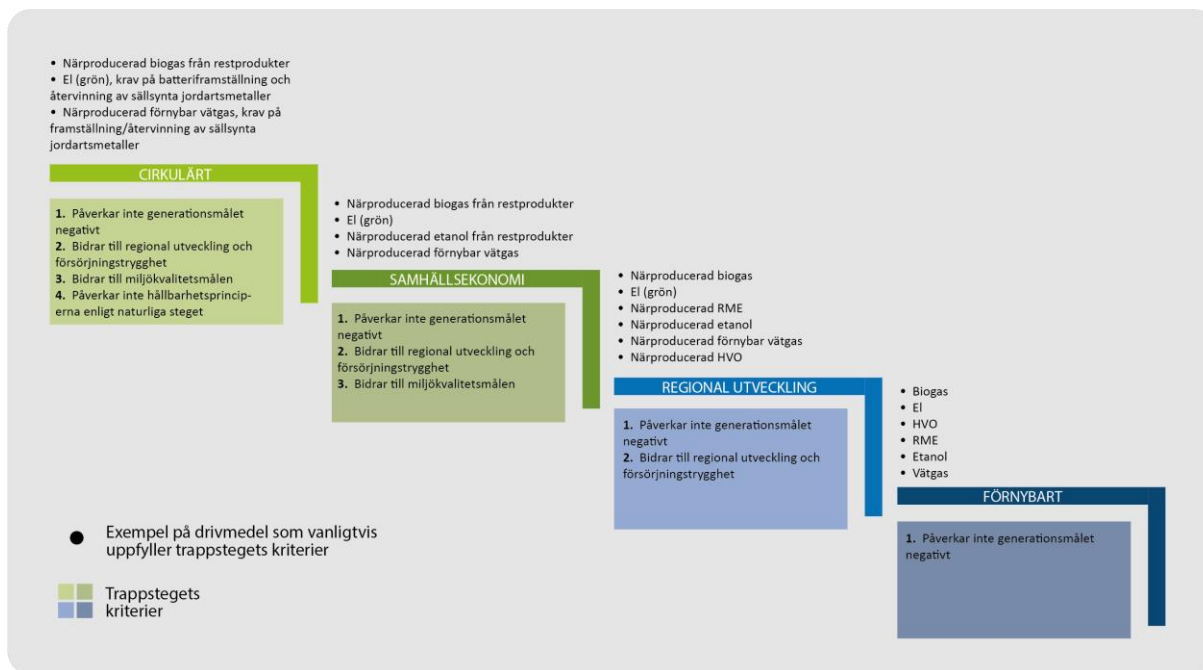 • Närproducerad biogas från restprodukter
• El (grön), krav på batteriframställning och
återvinning av sällsynta jordartsmetaller
• Närproducerad förnybar vätgas, krav på
framställning/återvinning av sällsynta
jordartsmetaller
CIRKULÄRT
1. Påverkar inte generationsmålet
negativt
2. Bidrar till regional utveckling och
försörjningstrygghet
3. Bidrar till miljökvalitetsmålen
4. Påverkar inte hållbarhetsprincip-
erna enligt naturliga steget
• Närproducerad biogas från restprodukter
• El (grön)
• Närproducerad etanol från restprodukter
• Närproducerad förnybar vätgas
SAMHÄLLSEKONOMI
1. Påverkar inte generationsmålet
negativt
2. Bidrar till regional utveckling och
försörjningstrygghet
3. Bidrar till miljökvalitetsmålen
• Närproducerad biogas
• El (grön)
• Närproducerad RME
• Närproducerad etanol
• Närproducerad förnybar vätgas
• Närproducerad HVO
REGIONAL UTVECKLING
1. Påverkar inte generationsmålet
negativt
2. Bidrar till regional utveckling och
försörjningstrygghet
• Biogas
• El
• HVO
• RME
• Etanol
• Vätgas
FÖRNYBART
1. Påverkar inte generationsmålet
negativt
● Exempel på drivmedel som vanligtvis
uppfyller trappstegets kriterier
Trappstegets
kriterier